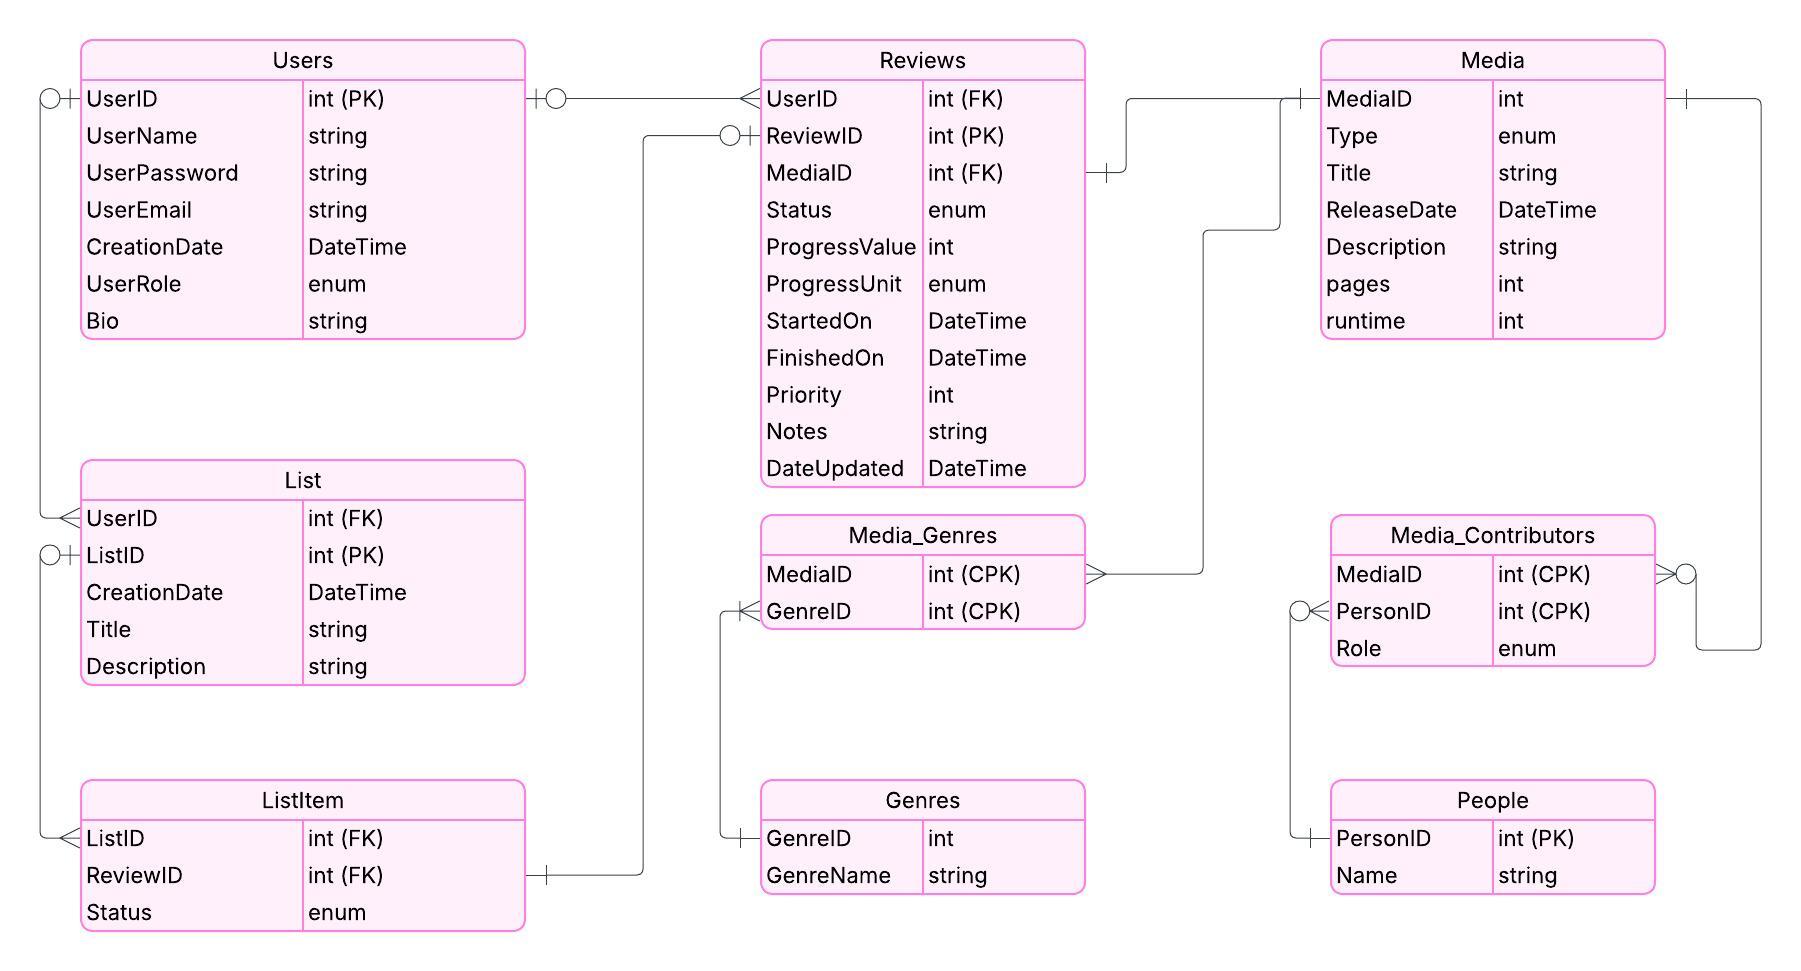 Users
UserID int (PK)
UserName string
UserPassword string
UserEmail string
CreationDate DateTime
UserRole enum
Bio string
Reviews
UserID int (FK)
ReviewID int (PK)
MediaID int (FK)
Status enum
ProgressValue int
ProgressUnit enum
StartedOn DateTime
FinishedOn DateTime
Priority int
Notes string
DateUpdated DateTime
Media
MediaID int
Type enum
Title string
ReleaseDate DateTime
Description string
pages int
runtime int
List
UserID int (FK)
ListID int (PK)
CreationDate DateTime
Title string
Description string
Media_Genres
MediaID int (CPK)
GenreID int (CPK)
Media_Contributors
MediaID int (CPK)
PersonID int (CPK)
Role enum
ListItem
ListID int (FK)
ReviewID int (FK)
Status enum
Genres
GenreID int
GenreName string
People
PersonID int (PK)
Name string